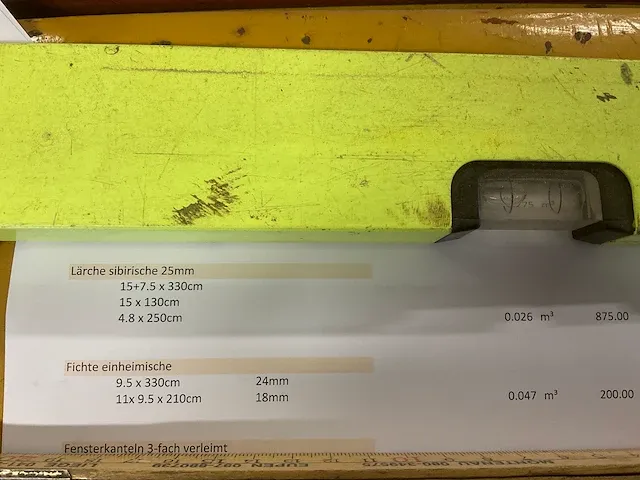 Lärche sibirische 25mm
15+7.5 x 330cm
15 x 130cm
4.8 x 250cm 0.026 m³ 875.00
Fichte einheimische
9.5 x 330cm 24mm
11x 9.5 x 210cm 18mm 0.047 m³ 200.00
Fensterkanteln 3-fach verleimt